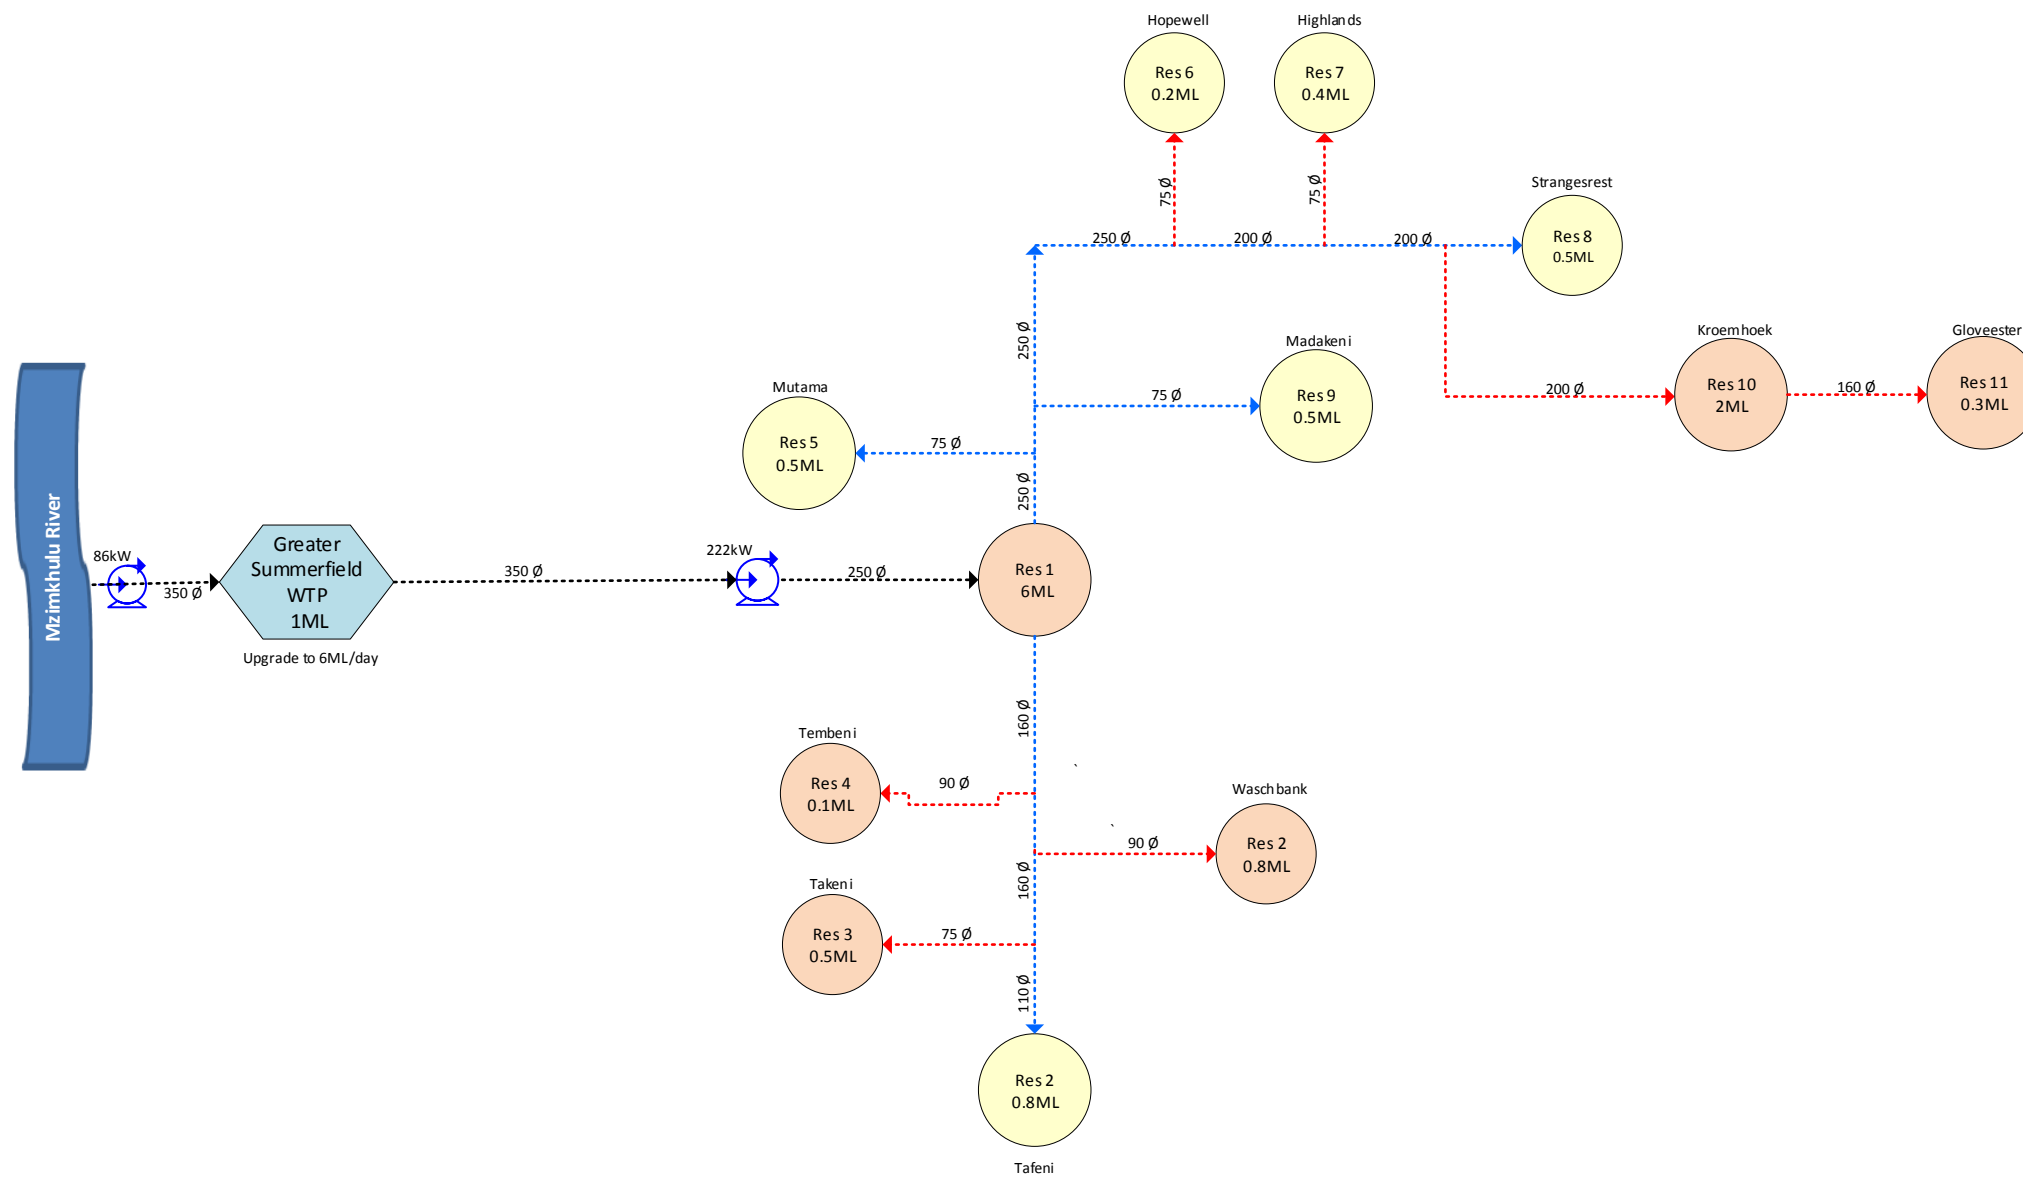 Hopewell
Highlands
Res 6
0.2ML
Res 7
0.4ML
75 Ø
75 Ø
Strangesrest
250 Ø
200 Ø
200 Ø
Res 8
0.5ML
250 Ø
Madakeni
Kroemhoek
Gloveester
Mutama
75 Ø
Res 9
0.5ML
200 Ø
Res 10
2ML
160 Ø
Res 11
0.3ML
Res 5
0.5ML
75 Ø
250 Ø
Mzimkhulu River
86kW
350 Ø
Greater
Summerfield
WTP
1ML
Upgrade to 6ML/day
350 Ø
222kW
250 Ø
Res 1
6ML
160 Ø
Tembeni
Res 4
0.1ML
90 Ø
`
Waschbank
`
90 Ø
Res 2
0.8ML
160 Ø
Takeni
Res 3
0.5ML
75 Ø
110 Ø
Res 2
0.8ML
Tafeni